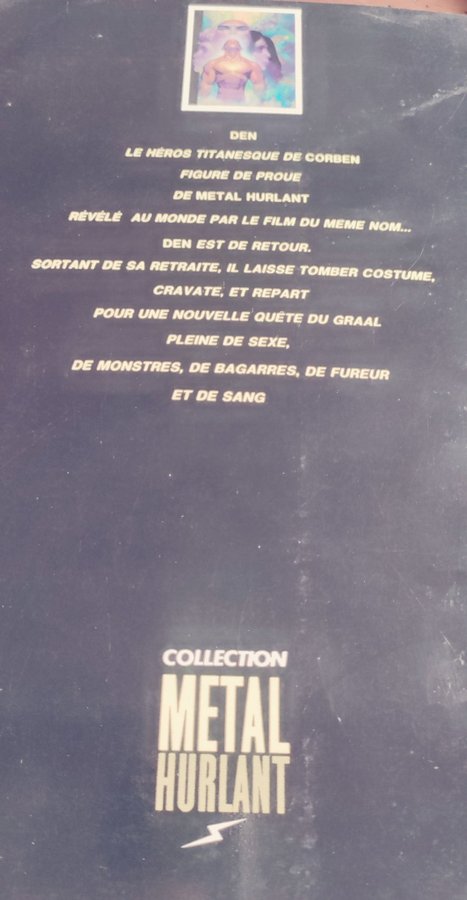 DEN
LE HÉROS TITANESQUE DE CORBEN
FIGURE DE PROUE
DE METAL HURLANT
RÉVÉLÉ AU MONDE PAR LE FILM DU MEME NOM...
DEN EST DE RETOUR.
SORTANT DE SA RETRAITE, IL LAISSE TOMBER COSTUME,
CRAVATE, ET REPART
POUR UNE NOUVELLE QUÊTE DU GRAAL
PLEINE DE SEXE,
DE MONSTRES, DE BAGARRES, DE FUREUR
ET DE SANG
COLLECTION
METAL
HURLANT